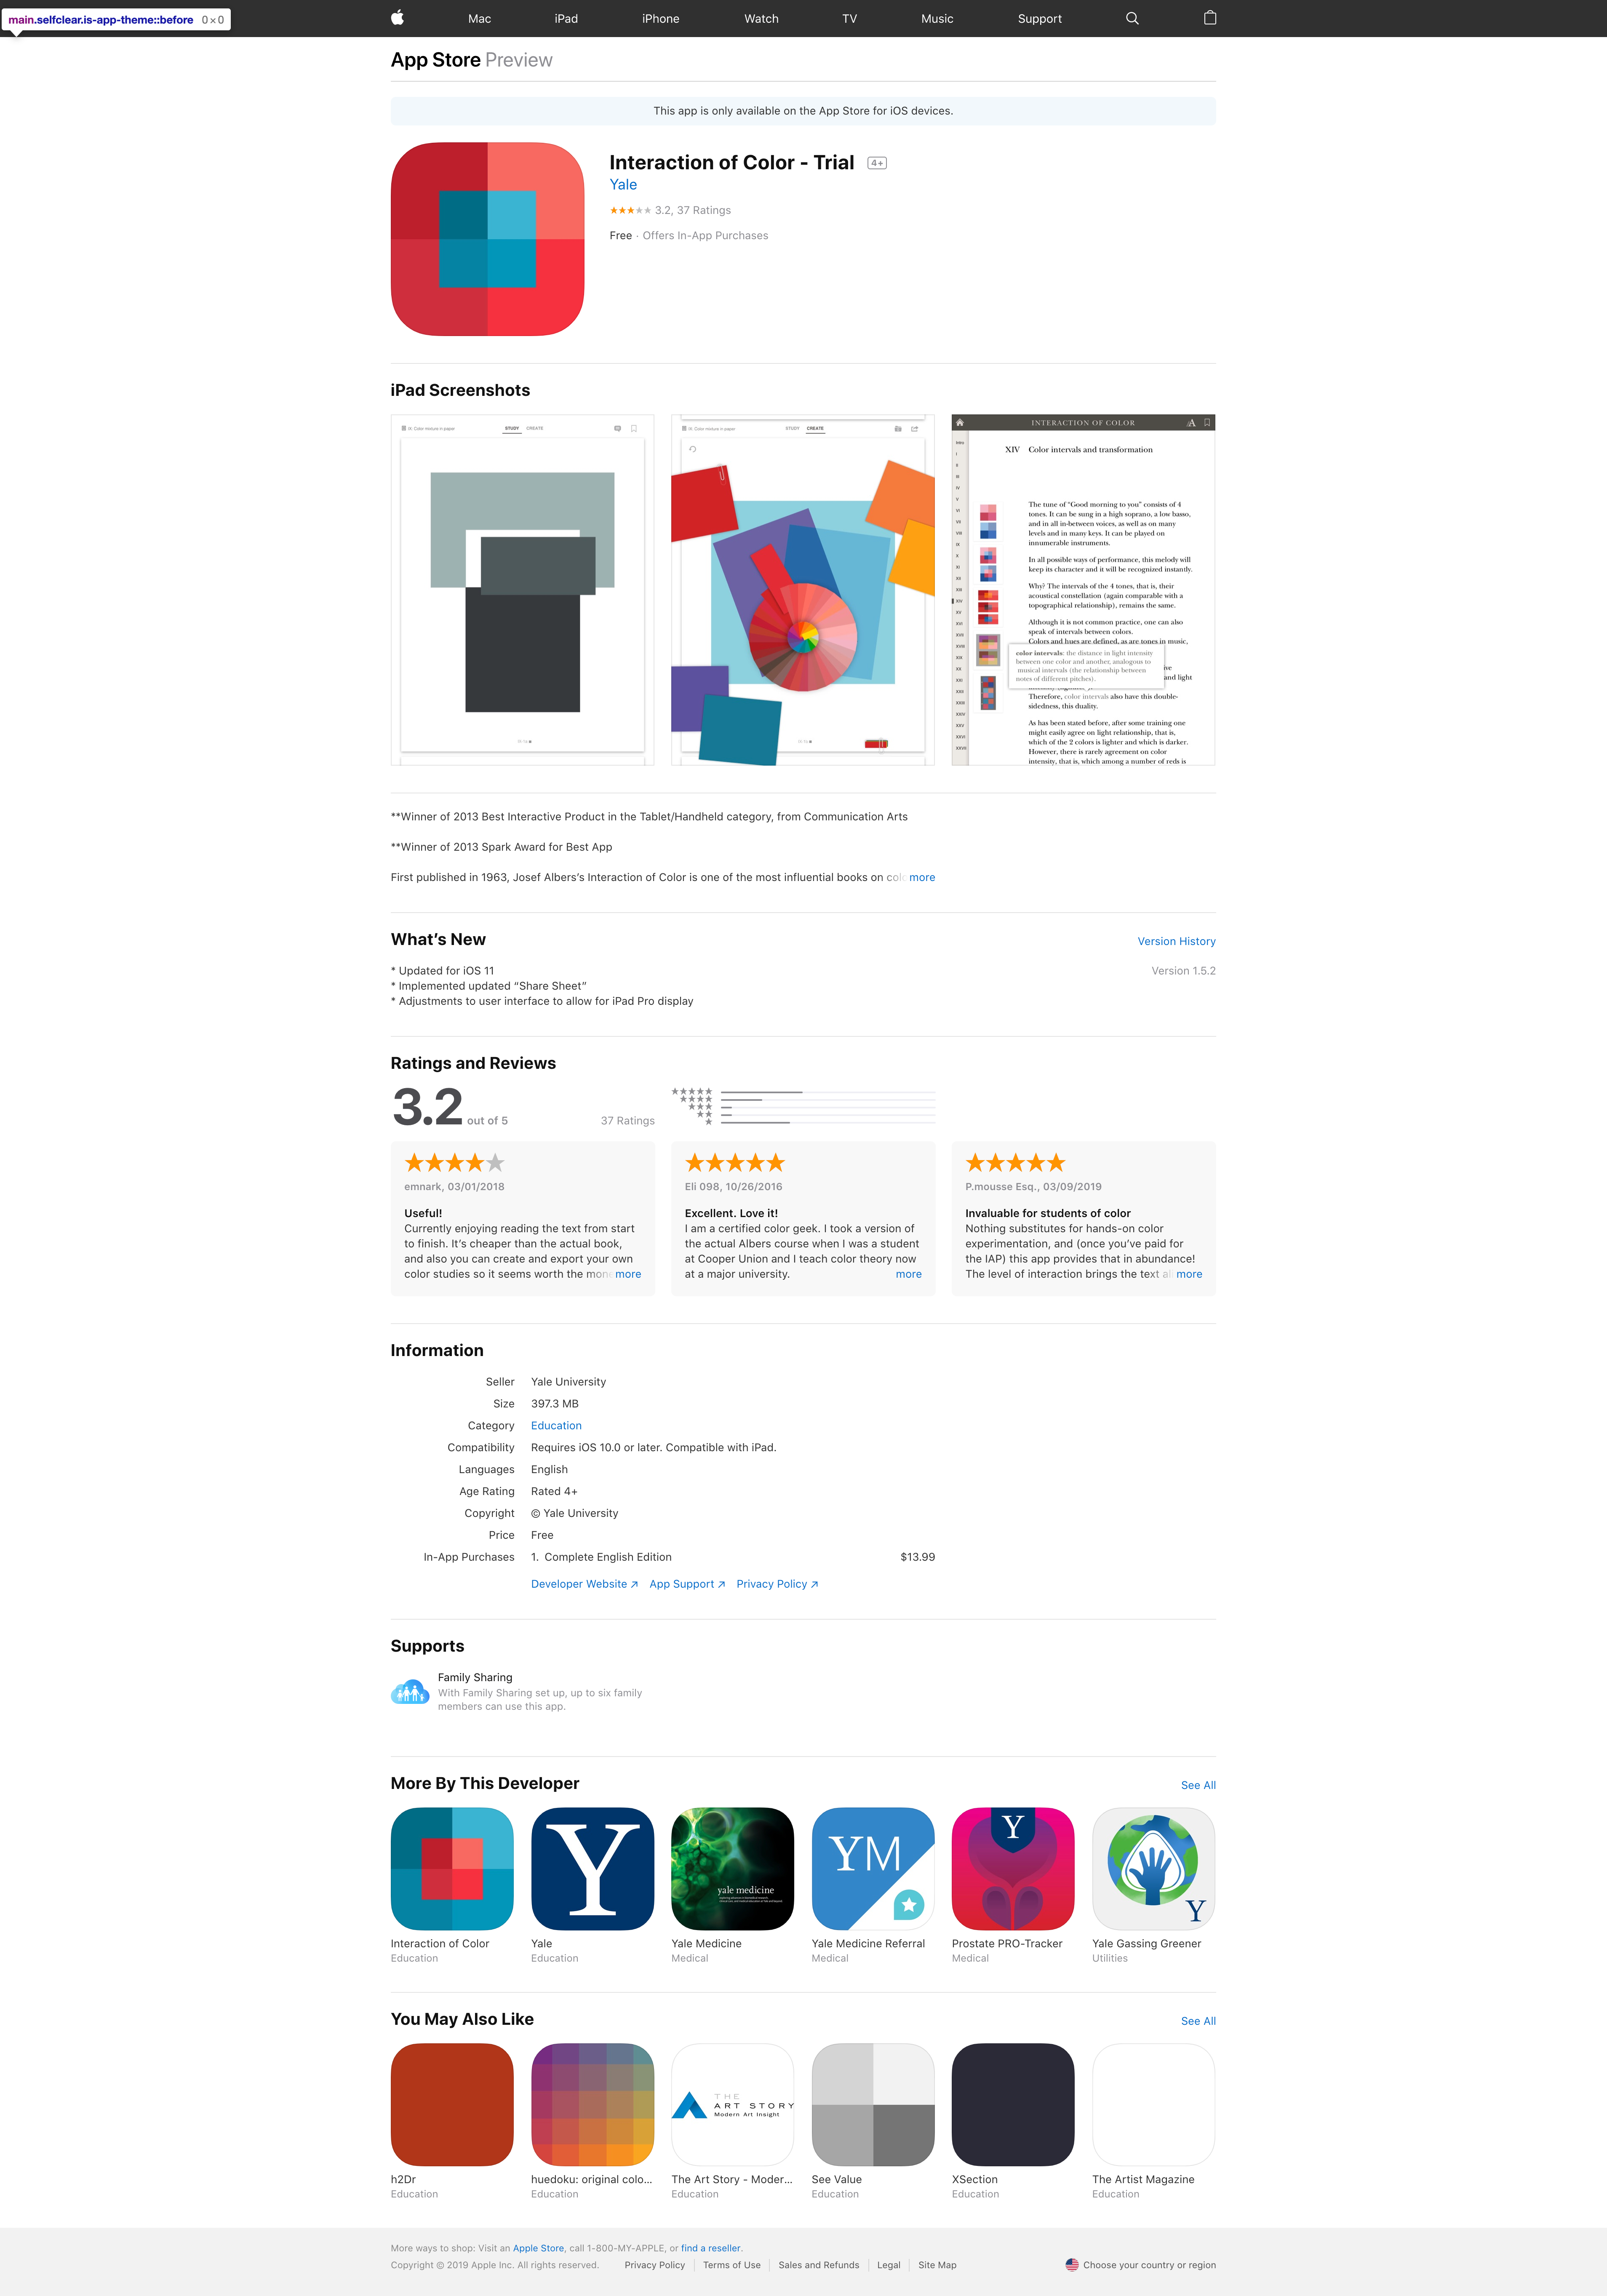 main.selfclear.is-app-theme::before 0×0
Mac iPad iPhone Watch TV Music Support
App Store Preview
This app is only available on the App Store for iOS devices.
Interaction of Color - Trial 4+
Yale
★★★★★ 3.2, 37 Ratings
Free · Offers In-App Purchases
iPad Screenshots
IX. Color mixture in paper STUDY CREATE
IX. Color mixture in paper STUDY CREATE
INTERACTION OF COLOR
XIV Color intervals and transformation
The tune of “Good morning to you” consists of 4
tones. It can be sung in a high soprano, a low basso,
and in all in-between voices, as well as on many
levels and in many keys. It can be played on
innumerable instruments.
In all possible ways of performance, this melody will
keep its character and it will be recognized instantly.
Why? The intervals of the 4 tones, that is, their
acoustical constellation (again comparable with a
topographical relationship), remains the same.
Although it is not common practice, one can also
speak of intervals between colors.
Colors and hues are defined, as are tones in music,
color intervals: the distance in light intensity
between one color and another, analogous to
musical intervals (the relationship between
notes of different pitches).
and light
Therefore, color intervals also have this double-
sidedness, this duality.
As has been stated before, after some training one
might easily agree on light relationship, that is,
which of the 2 colors is lighter and which is darker.
However, there is rarely agreement on color
intensity, that is, which among a number of reds is
**Winner of 2013 Best Interactive Product in the Tablet/Handheld category, from Communication Arts
**Winner of 2013 Spark Award for Best App
First published in 1963, Josef Albers’s Interaction of Color is one of the most influential books on colo more
What’s New Version History
* Updated for iOS 11 Version 1.5.2
* Implemented updated “Share Sheet”
* Adjustments to user interface to allow for iPad Pro display
Ratings and Reviews
3.2 out of 5 37 Ratings
emnark, 03/01/2018
Useful!
Currently enjoying reading the text from start
to finish. It’s cheaper than the actual book,
and also you can create and export your own
color studies so it seems worth the mone more
Eli 098, 10/26/2016
Excellent. Love it!
I am a certified color geek. I took a version of
the actual Albers course when I was a student
at Cooper Union and I teach color theory now
at a major university. more
P.mousse Esq., 03/09/2019
Invaluable for students of color
Nothing substitutes for hands-on color
experimentation, and (once you’ve paid for
the IAP) this app provides that in abundance!
The level of interaction brings the text ali more
Information
Seller Yale University
Size 397.3 MB
Category Education
Compatibility Requires iOS 10.0 or later. Compatible with iPad.
Languages English
Age Rating Rated 4+
Copyright © Yale University
Price Free
In-App Purchases 1. Complete English Edition $13.99
Developer Website App Support Privacy Policy
Supports
Family Sharing
With Family Sharing set up, up to six family
members can use this app.
More By This Developer See All
Y
yale medicine
YM
Y
Y
Interaction of Color
Education
Yale
Education
Yale Medicine
Medical
Yale Medicine Referral
Medical
Prostate PRO-Tracker
Medical
Yale Gassing Greener
Utilities
You May Also Like See All
THE
ART STORY
Modern Art Insight
h2Dr
Education
huedoku: original colo...
Education
The Art Story - Moder...
Education
See Value
Education
XSection
Education
The Artist Magazine
Education
More ways to shop: Visit an Apple Store, call 1-800-MY-APPLE, or find a reseller.
Copyright © 2019 Apple Inc. All rights reserved. Privacy Policy Terms of Use Sales and Refunds Legal Site Map Choose your country or region